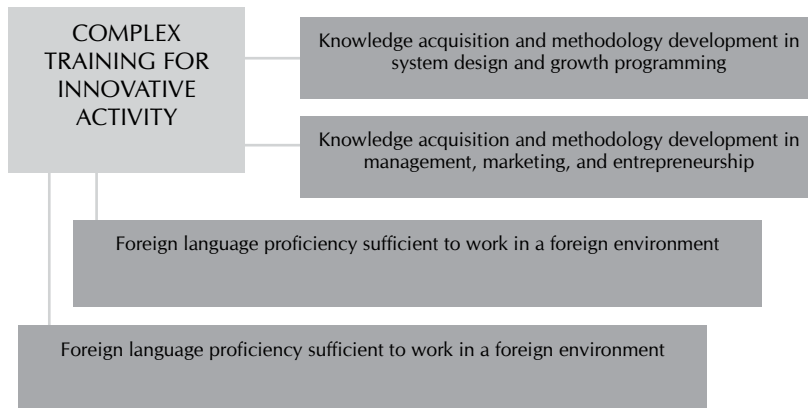 COMPLEX
TRAINING FOR
INNOVATIVE
ACTIVITY
Knowledge acquisition and methodology development in
system design and growth programming
Knowledge acquisition and methodology development in
management, marketing, and entrepreneurship
Foreign language proficiency sufficient to work in a foreign environment
Foreign language proficiency sufficient to work in a foreign environment